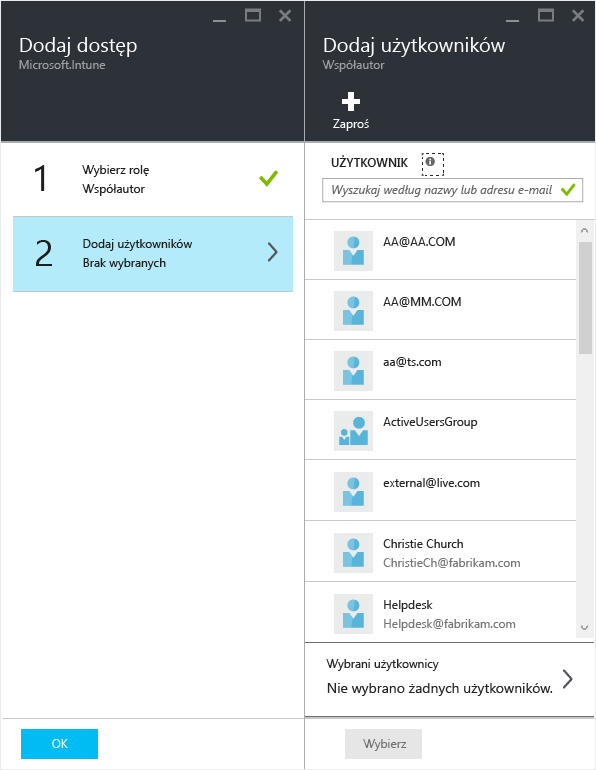 Dodaj dostęp
Microsoft.Intune
1
Wybierz rolę
Współautor
2
Dodaj użytkowników
Brak wybranych
OK
Dodaj użytkowników
Współautor
Zaproś
UŻYTKOWNIK
Wyszukaj według nazwy lub adresu e-mail
AA@AA.COM
AA@MM.COM
aa@ts.com
ActiveUsersGroup
external@live.com
Christie Church
ChristieCh@fabrikam.com
Helpdesk
Helpdesk@fabrikam.com
Wybrani użytkownicy
Nie wybrano żadnych użytkowników.
Wybierz